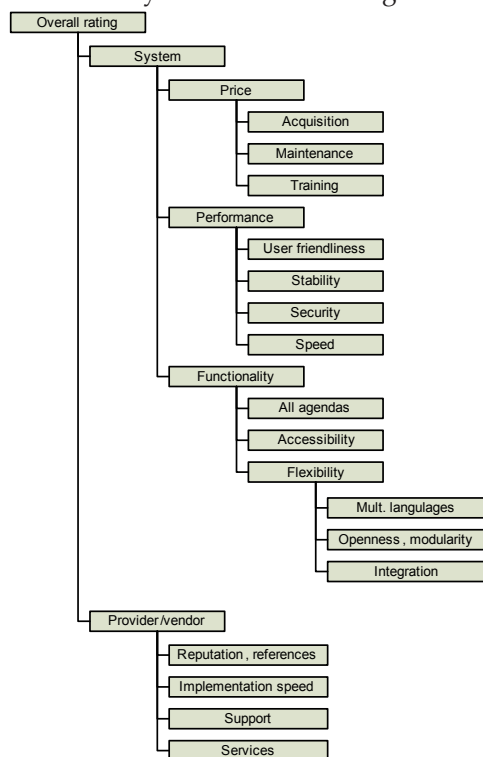 Overall rating
System
Price
Acquisition
Maintenance
Training
Performance
User friendliness
Stability
Security
Speed
Functionality
All agendas
Accessibility
Flexibility
Mult. langulages
Openness , modularity
Integration
Provider/vendor
Reputation , references
Implementation speed
Support
Services